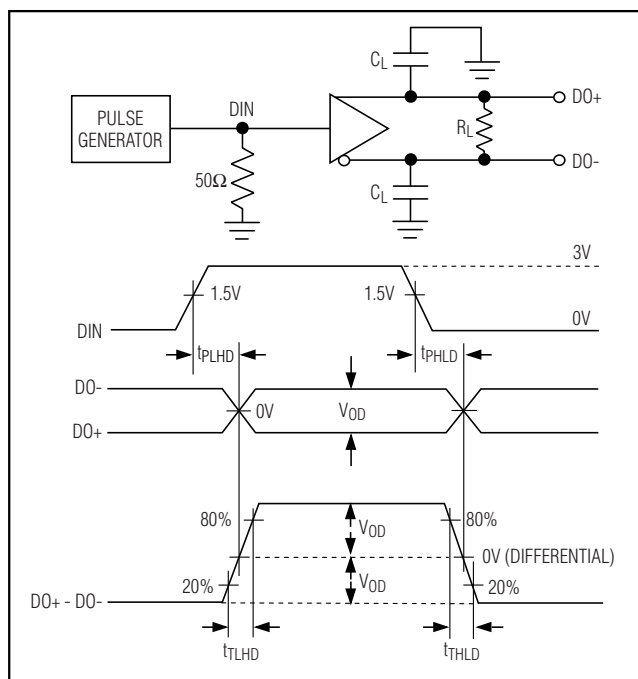 C_L
DO+
PULSE
GENERATOR
DIN
R_L
50Ω
C_L
DO-
3V
1.5V
1.5V
DIN
0V
t_PLHD
t_PHLD
DO-
0V
V_OD
DO+
80%
V_OD
80%
0V (DIFFERENTIAL)
20%
V_OD
20%
DO+ - DO-
t_TLHD
t_THLD